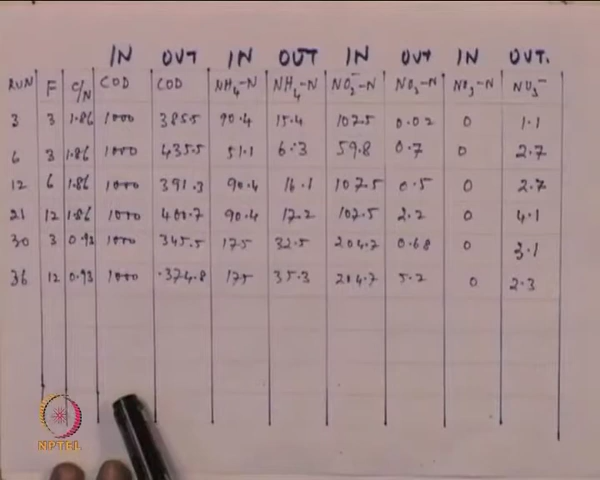 IN OUT IN OUT IN OUT IN OUT.
RUN F C/N COD COD NH4-N NH4-N NO3-N NO3-N NO2-N NO2-
3 3 1.86 1000 385.5 90.4 15.4 107.5 0.02 0 1.1
6 3 1.86 1000 435.5 51.1 6.3 59.8 0.7 0 2.7
12 6 1.86 1000 391.3 90.4 16.1 107.5 0.5 0 2.7
21 12 1.86 1000 400.7 90.4 17.2 107.5 2.2 0 4.1
30 3 0.93 1000 345.5 175 32.5 204.7 0.68 0 3.1
36 12 0.93 1000 374.8 175 35.3 204.7 5.2 0 2.3
NPTEL